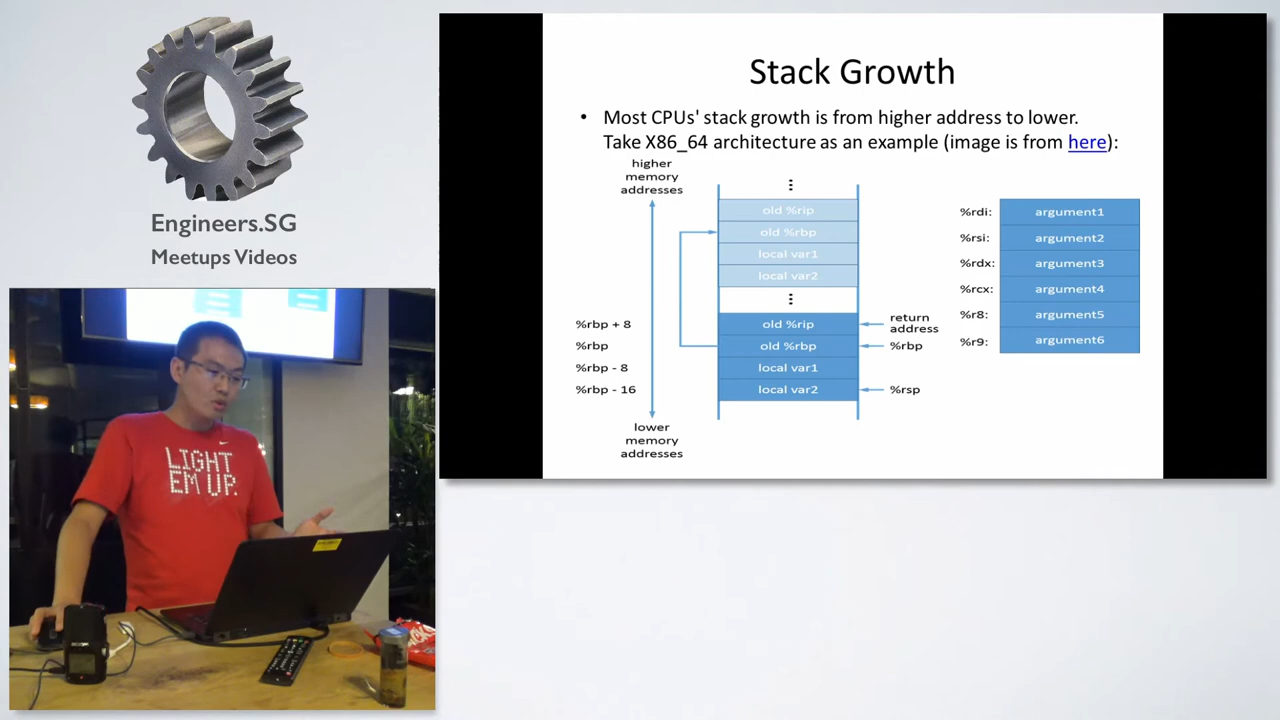 Engineers.SG
Meetups Videos
LIGHT
EM UP.
Stack Growth
• Most CPUs' stack growth is from higher address to lower.
Take X86_64 architecture as an example (image is from here):
higher
memory
addresses
%rbp + 8
%rbp
%rbp - 8
%rbp - 16
lower
memory
addresses
old %rip
old %rbp
local var1
local var2
old %rip
old %rbp
local var1
local var2
return
address
%rbp
%rsp
%rdi: argument1
%rsi: argument2
%rdx: argument3
%rcx: argument4
%r8: argument5
%r9: argument6